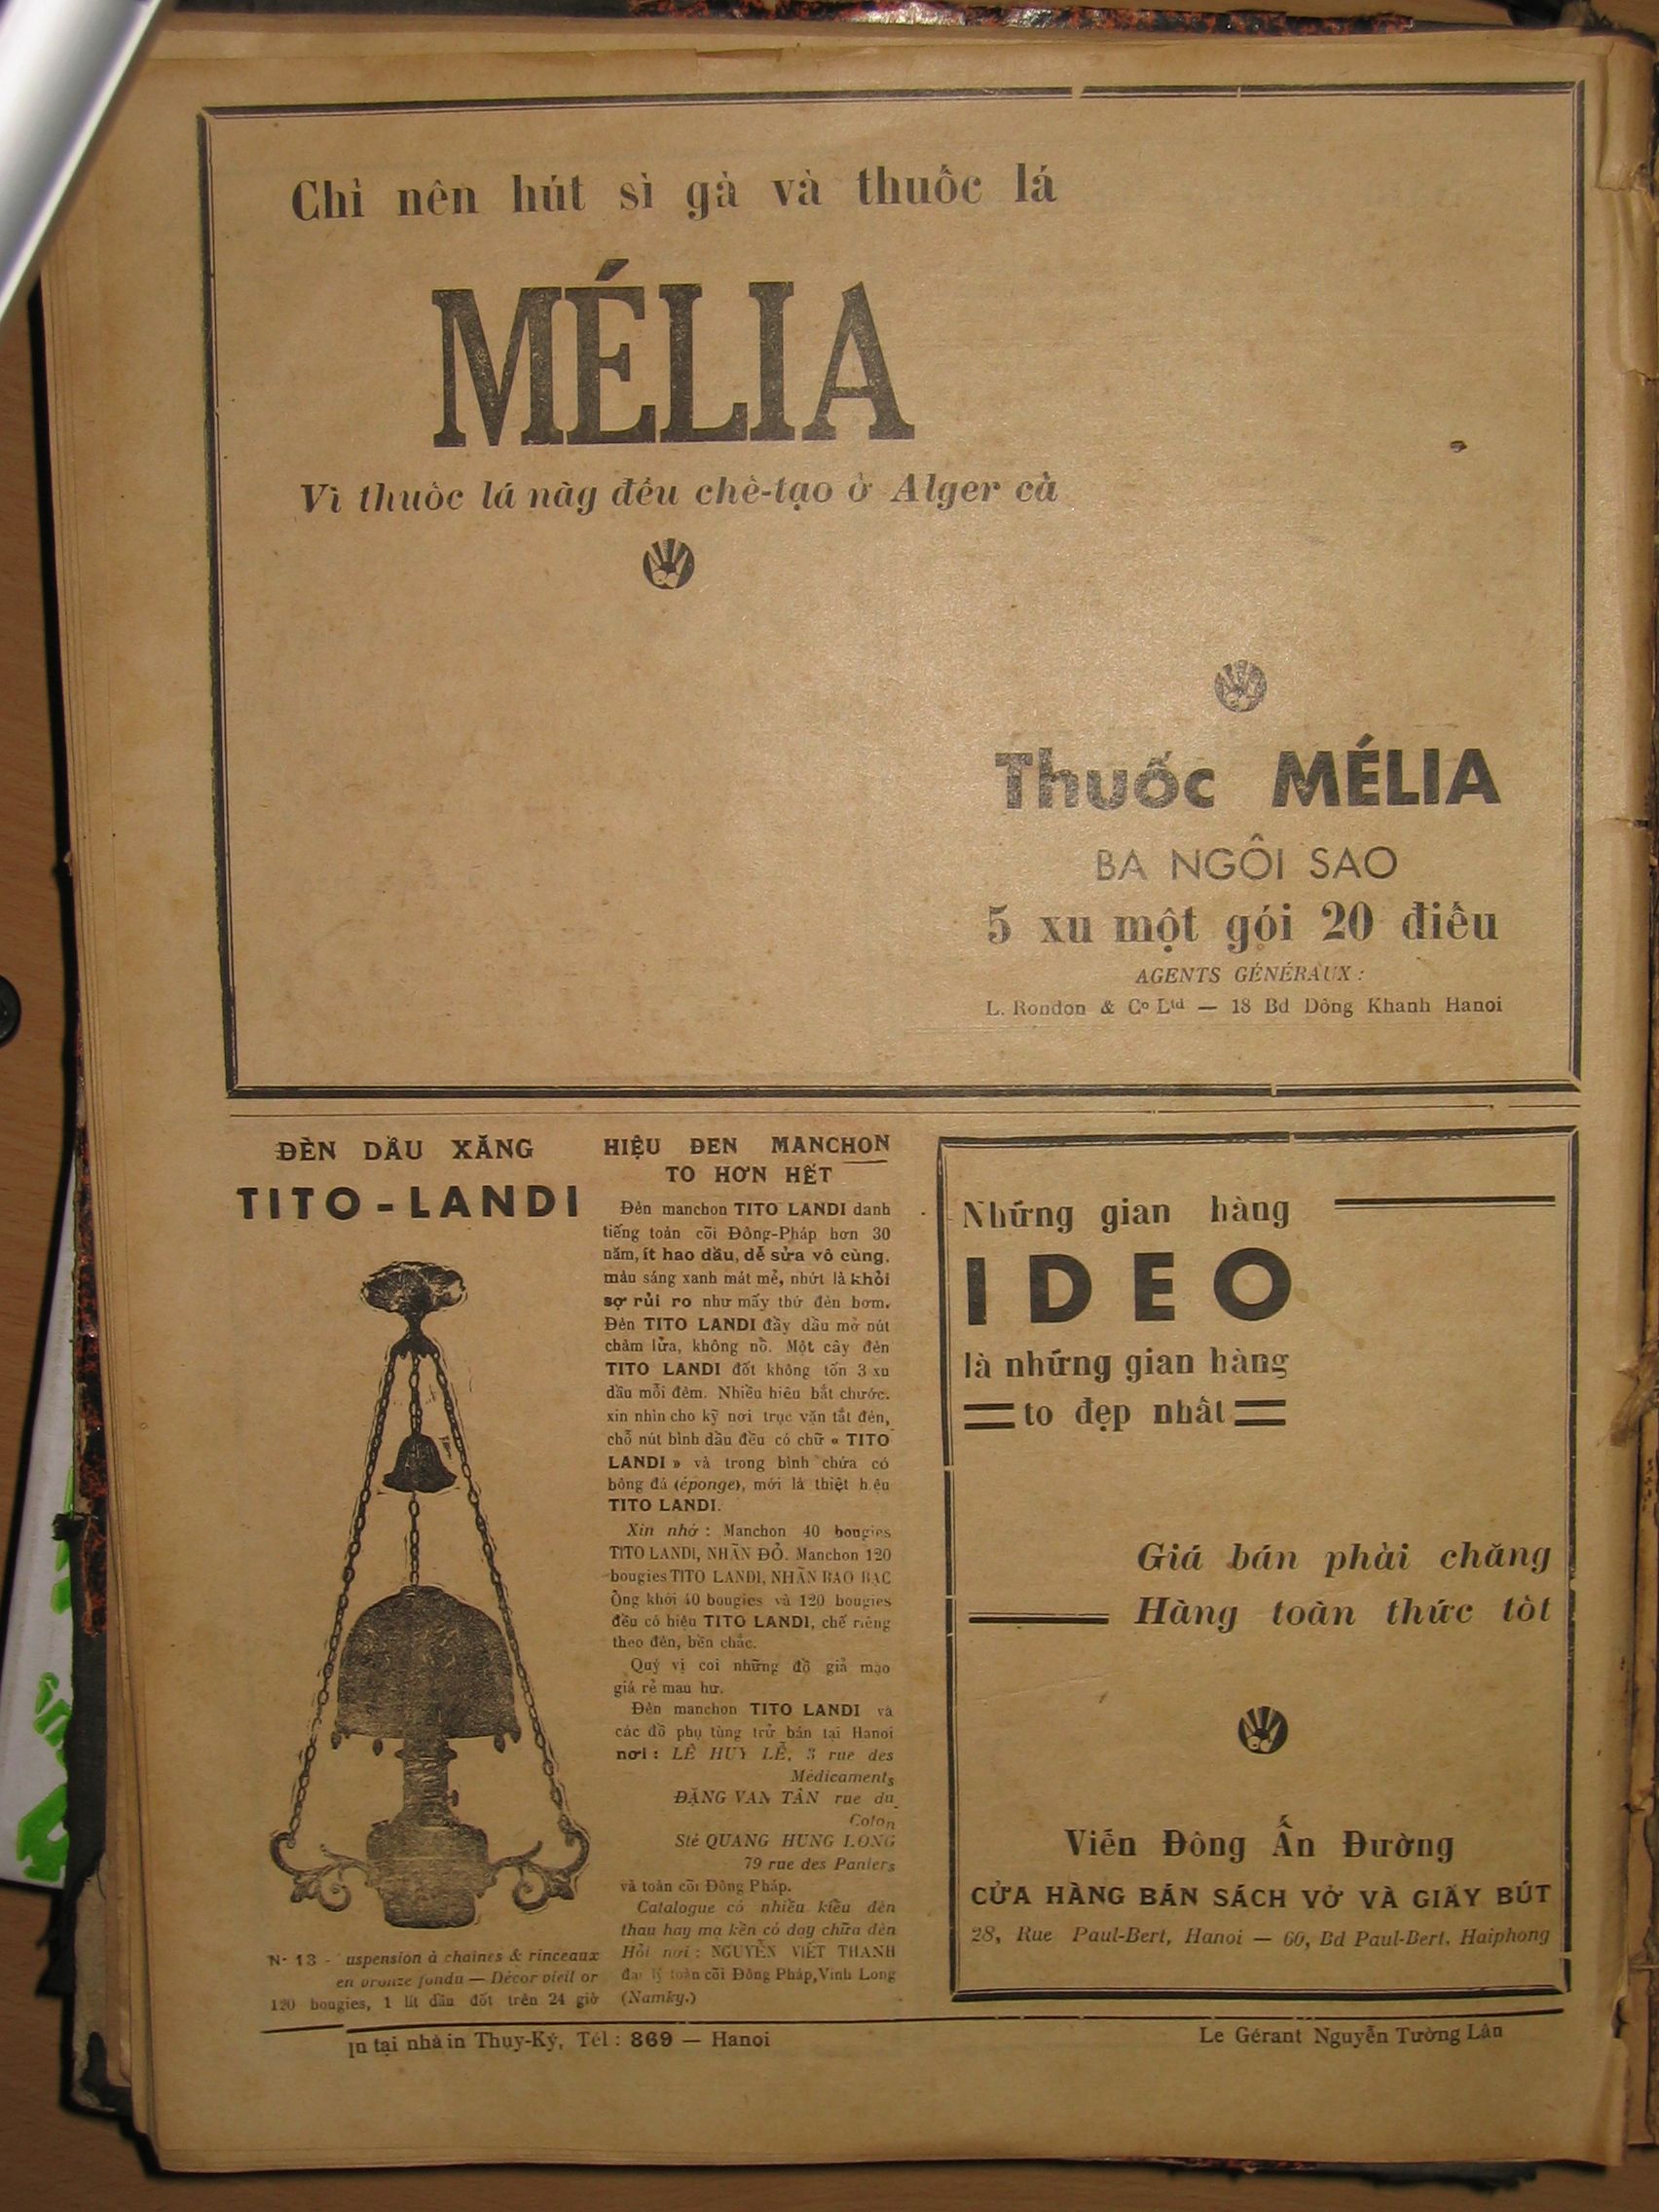 Chỉ nên hút sì gà và thuốc lá
MÉLIA
Vì thuốc lá này đều chế-tạo ở Alger cả
Thuốc MÉLIA
BA NGÔI SAO
5 xu một gói 20 điếu
AGENTS GÉNÉRAUX :
L. Rondon & Cº Lᵗᵈ — 18 Bd Dông Khanh Hanoi
ĐÈN DẦU XĂNG
TITO-LANDI
N· 13 - uspension à chaines & rinceaux
en bronze fondu — Décor vieil or
120 bougies, 1 lít dầu đốt trên 24 giờ
HIỆU ĐEN MANCHON
TO HƠN HẾT
Đèn manchon TITO LANDI danh
tiếng toàn cõi Đông-Pháp hơn 30
năm, ít hao dầu, dễ sửa vô cùng,
màu sáng xanh mát mẻ, nhứt là khỏi
sợ rủi ro như mấy thứ đèn bơm.
Đèn TITO LANDI đầy dầu mở nút
châm lửa, không nổ. Một cây đèn
TITO LANDI đốt không tốn 3 xu
dầu mỗi đêm. Nhiều hiệu bắt chước.
xin nhìn cho kỹ nơi trục vặn tắt đèn,
chỗ nút bình dầu đều có chữ « TITO
LANDI » và trong bình chứa có
bông đá (éponge), mới là thiệt hiệu
TITO LANDI.
Xin nhớ : Manchon 40 bougies
TITO LANDI, NHÃN ĐỎ. Manchon 120
bougies TITO LANDI, NHÃN BAO BẠC
Ống khói 40 bougies và 120 bougies
đều có hiệu TITO LANDI, chế riêng
theo đèn, bền chắc.
Quý vị coi những đồ giả mạo
giá rẻ mau hư.
Đèn manchon TITO LANDI và
các đồ phụ tùng trử bán tại Hanoi
nơi : LÊ HUY LỄ, 3 rue des
Médicaments
ĐẶNG VAN TÂN rue du
Coton
Sté QUANG HUNG LONG
79 rue des Paniers
và toàn cõi Đông Pháp.
Catalogue có nhiều kiểu đèn
thau hay mạ kền có dạy chữa đèn
Hỏi nơi : NGUYỄN VIẾT THANH
đại lý toàn cõi Đông Pháp, Vinh Long
(Namky.)
Những gian hàng
IDEO
là những gian hàng
to đẹp nhất
Giá bán phải chăng
Hàng toàn thức tốt
Viễn Đông Ấn Đường
CỬA HÀNG BÁN SÁCH VỞ VÀ GIẤY BÚT
28, Rue Paul-Bert, Hanoi — 60, Bd Paul-Bert, Haiphong
In tại nhà in Thụy-Ký, Tél : 869 — Hanoi
Le Gérant Nguyễn Tường Lân